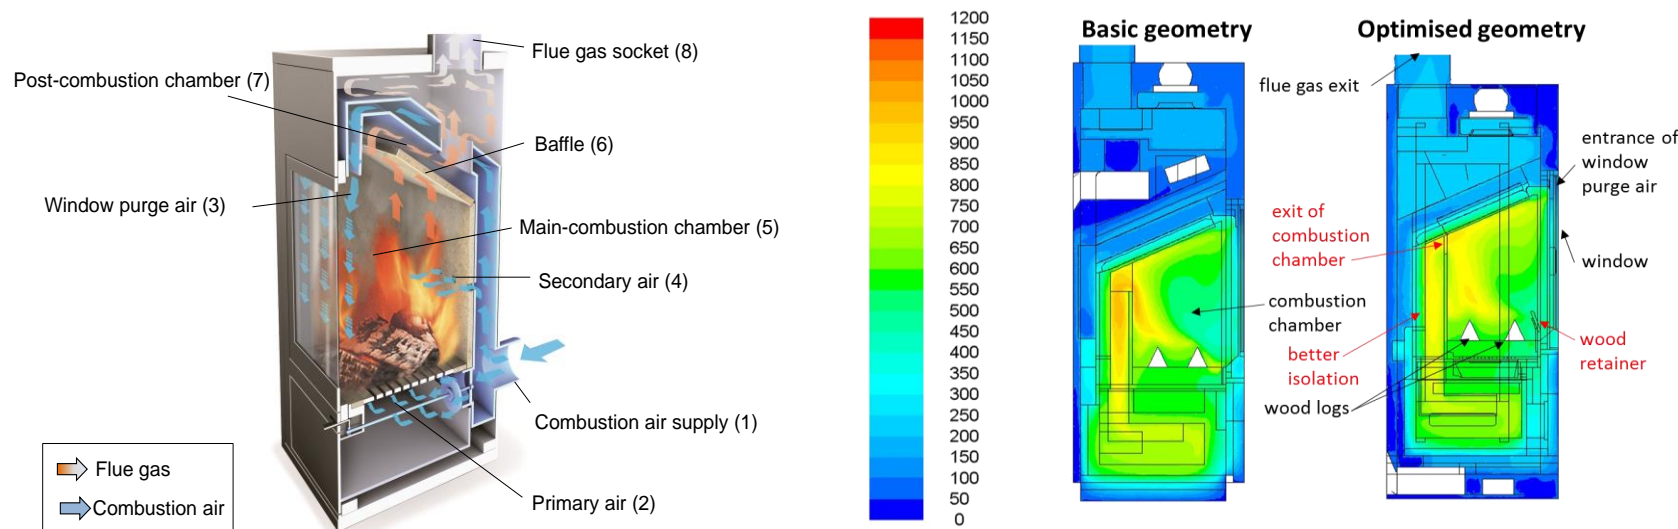 Flue gas socket (8)
Post-combustion chamber (7)
Baffle (6)
Window purge air (3)
Main-combustion chamber (5)
Secondary air (4)
Combustion air supply (1)
Primary air (2)
Flue gas
Combustion air
1200
1150
1100
1050
1000
950
900
850
800
750
700
650
600
550
500
450
400
350
300
250
200
150
100
50
0
Basic geometry
Optimised geometry
flue gas exit
entrance of
window
purge air
exit of
combustion
chamber
window
combustion
chamber
better
isolation
wood
retainer
wood logs